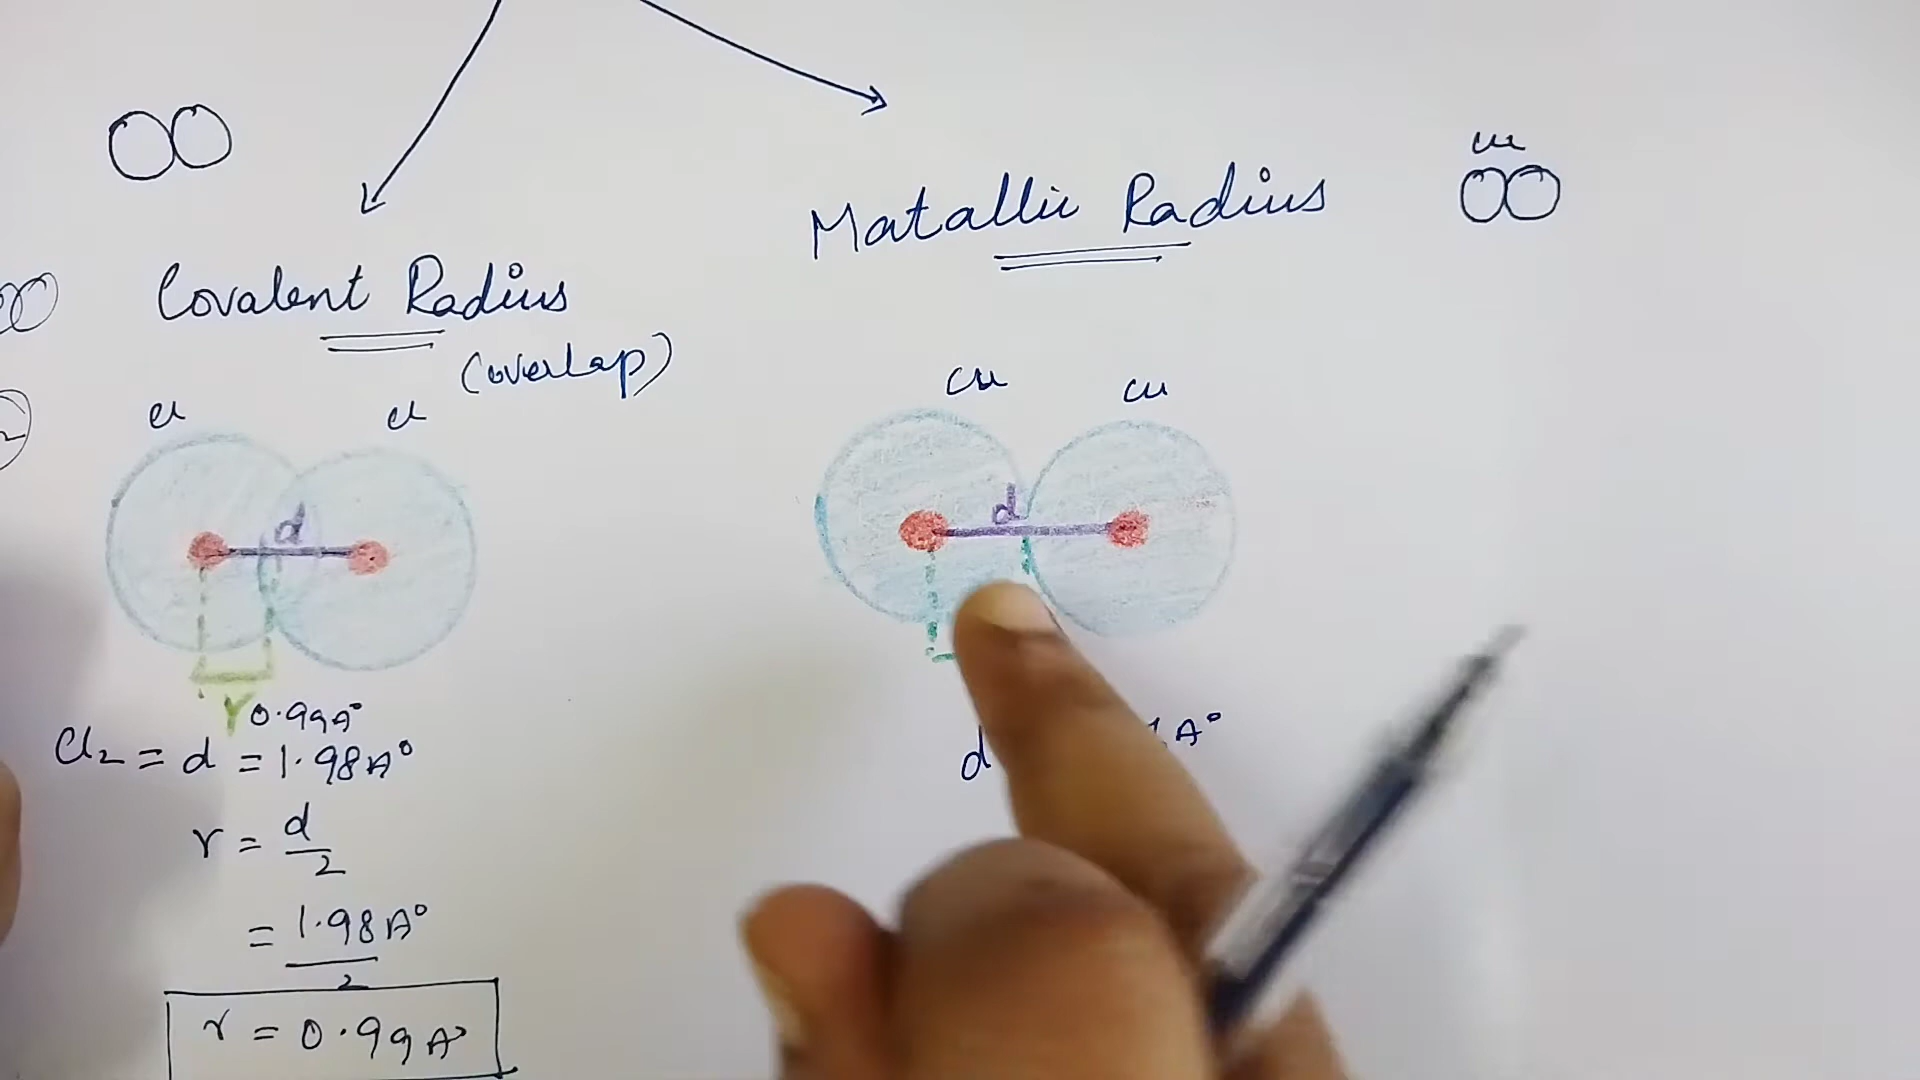 cu
Matallic Radius
Covalent Radius
(overlap)
cl cl
cu cu
d
d
r 0.99A°
Cl2 = d = 1.98A°
r = d/2
= 1.98A°/2
r = 0.99A°
d
A°